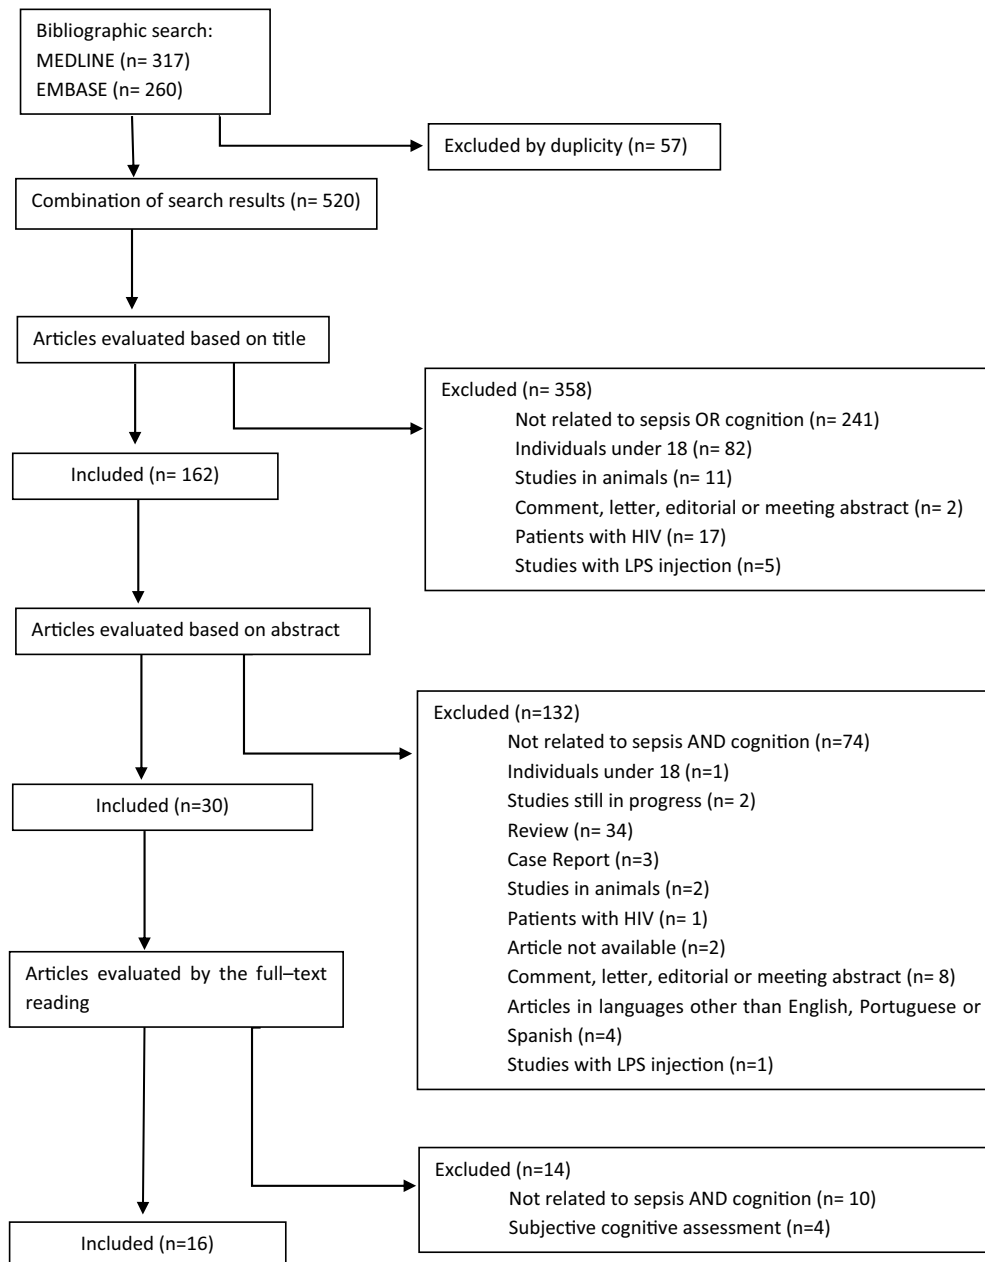 Bibliographic search:
MEDLINE (n= 317)
EMBASE (n= 260)
Excluded by duplicity (n= 57)
Combination of search results (n= 520)
Articles evaluated based on title
Excluded (n= 358)
Not related to sepsis OR cognition (n= 241)
Individuals under 18 (n= 82)
Studies in animals (n= 11)
Comment, letter, editorial or meeting abstract (n= 2)
Patients with HIV (n= 17)
Studies with LPS injection (n=5)
Included (n= 162)
Articles evaluated based on abstract
Excluded (n=132)
Not related to sepsis AND cognition (n=74)
Individuals under 18 (n=1)
Studies still in progress (n= 2)
Review (n= 34)
Case Report (n=3)
Studies in animals (n=2)
Patients with HIV (n= 1)
Article not available (n=2)
Comment, letter, editorial or meeting abstract (n= 8)
Articles in languages other than English, Portuguese or
Spanish (n=4)
Studies with LPS injection (n=1)
Included (n=30)
Articles evaluated by the full–text
reading
Excluded (n=14)
Not related to sepsis AND cognition (n= 10)
Subjective cognitive assessment (n=4)
Included (n=16)